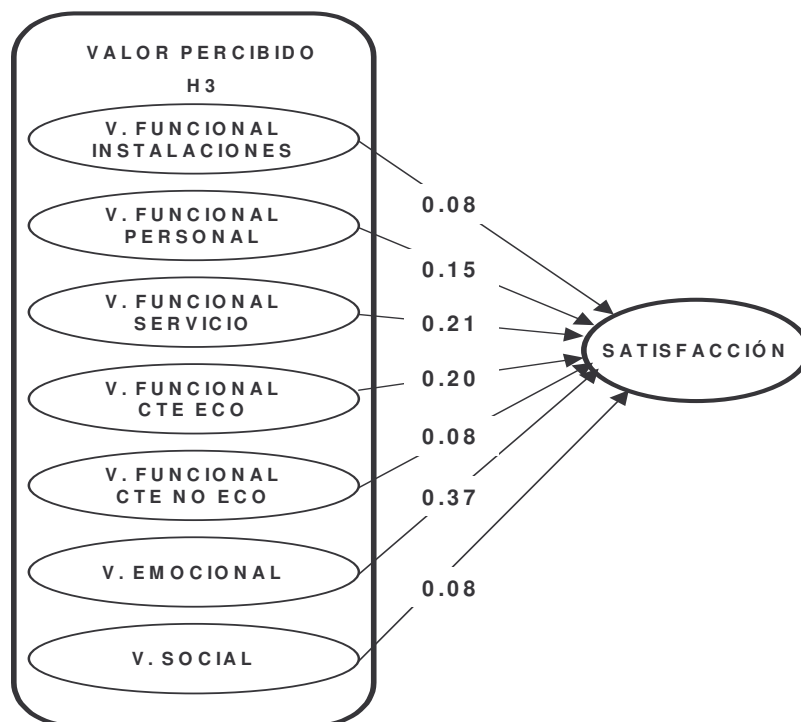 VALOR PERCIBIDO
H3
V. FUNCIONAL
INSTALACIONES
0.08
V. FUNCIONAL
PERSONAL
0.15
V. FUNCIONAL
SERVICIO
0.21
SATISFACCIÓN
V. FUNCIONAL
CTE ECO
0.20
V. FUNCIONAL
CTE NO ECO
0.08
V. EMOCIONAL
0.37
V. SOCIAL
0.08